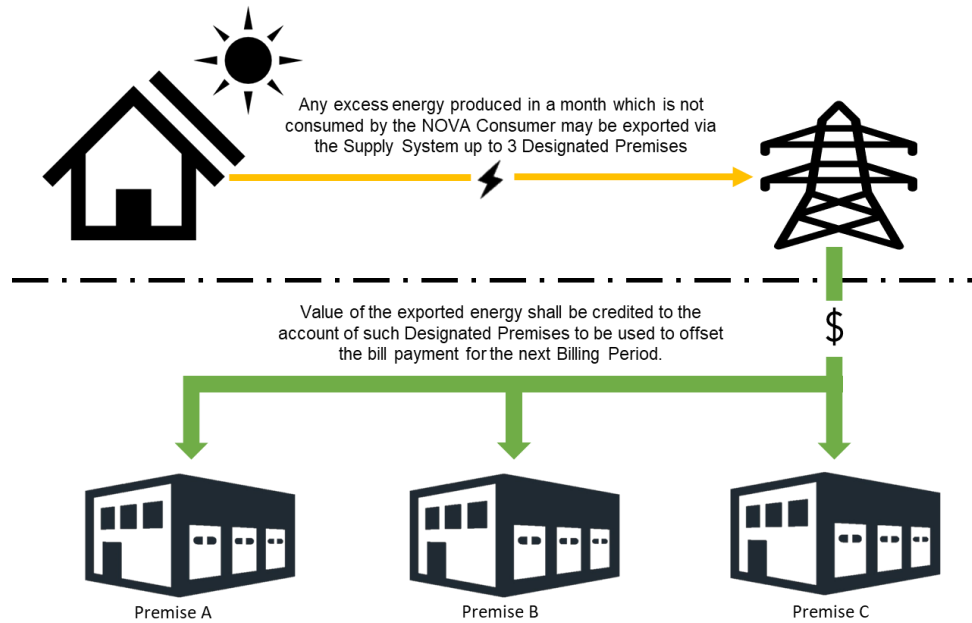 Any excess energy produced in a month which is not
consumed by the NOVA Consumer may be exported via
the Supply System up to 3 Designated Premises
Value of the exported energy shall be credited to the
account of such Designated Premises to be used to offset
the bill payment for the next Billing Period.
$
Premise A
Premise B
Premise C